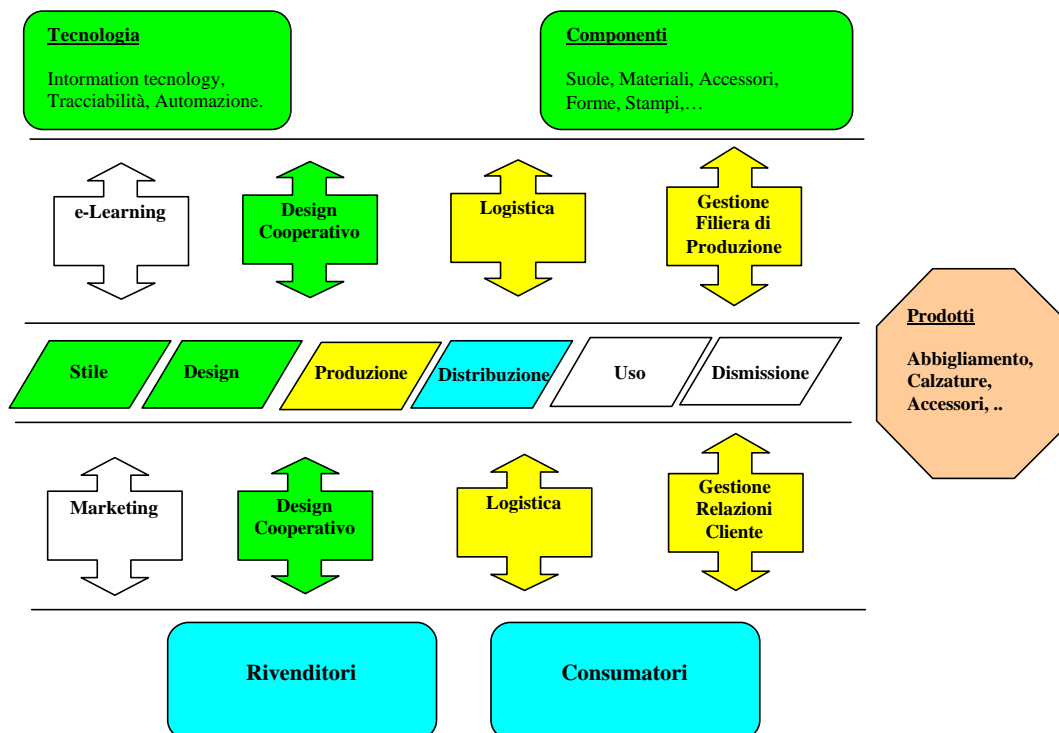 Tecnologia
Intormation tecnology,
Tracciabilità, Automazione.
Componenti
Suole, Materiali, Accessori,
Forme, Stampi,…
e-Learning
Design
Cooperativo
Logistica
Gestione
Filiera di
Produzione
Stile
Design
Produzione
Distribuzione
Uso
Dismissione
Prodotti
Abbigliamento,
Calzature,
Accessori, ..
Marketing
Design
Cooperativo
Logistica
Gestione
Relazioni
Cliente
Rivenditori
Consumatori